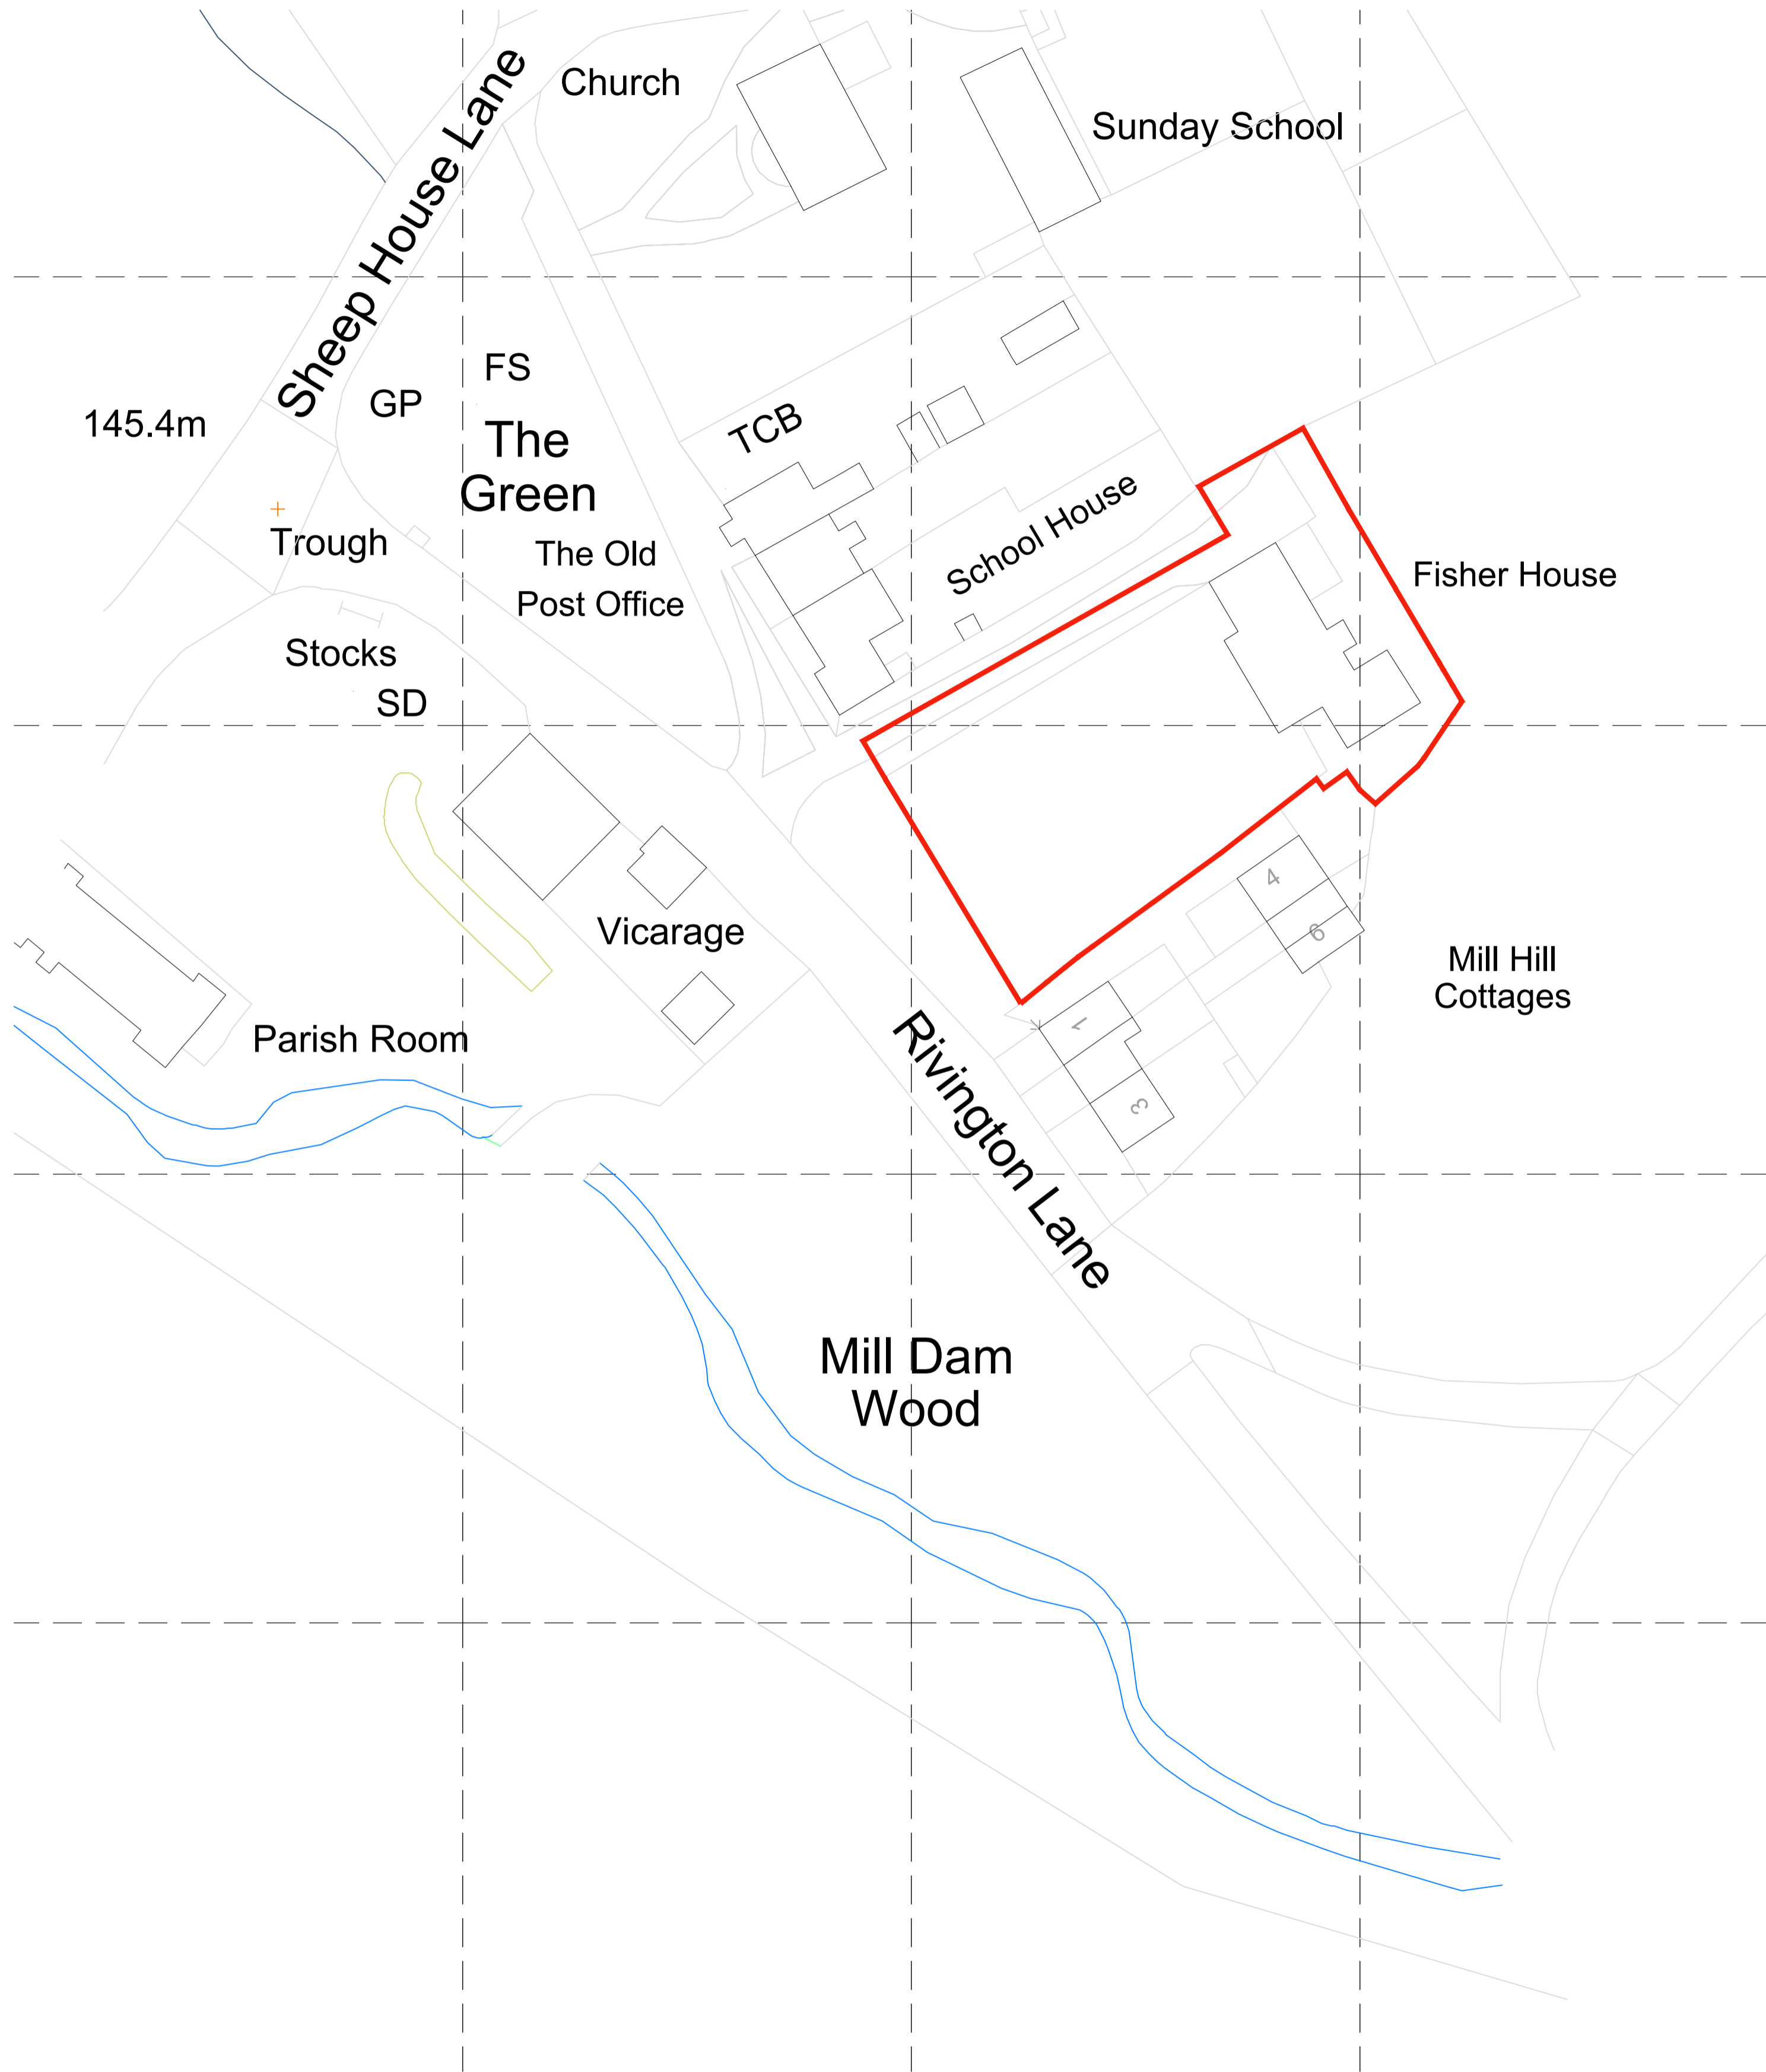 Church
Sunday School
Sheep House Lane
FS
GP
145.4m
TCB
The
Green
School House
Trough
The Old
Post Office
Fisher House
Stocks
SD
4
6
Vicarage
Mill Hill
Cottages
1
Parish Room
3
Rivington Lane
Mill Dam
Wood